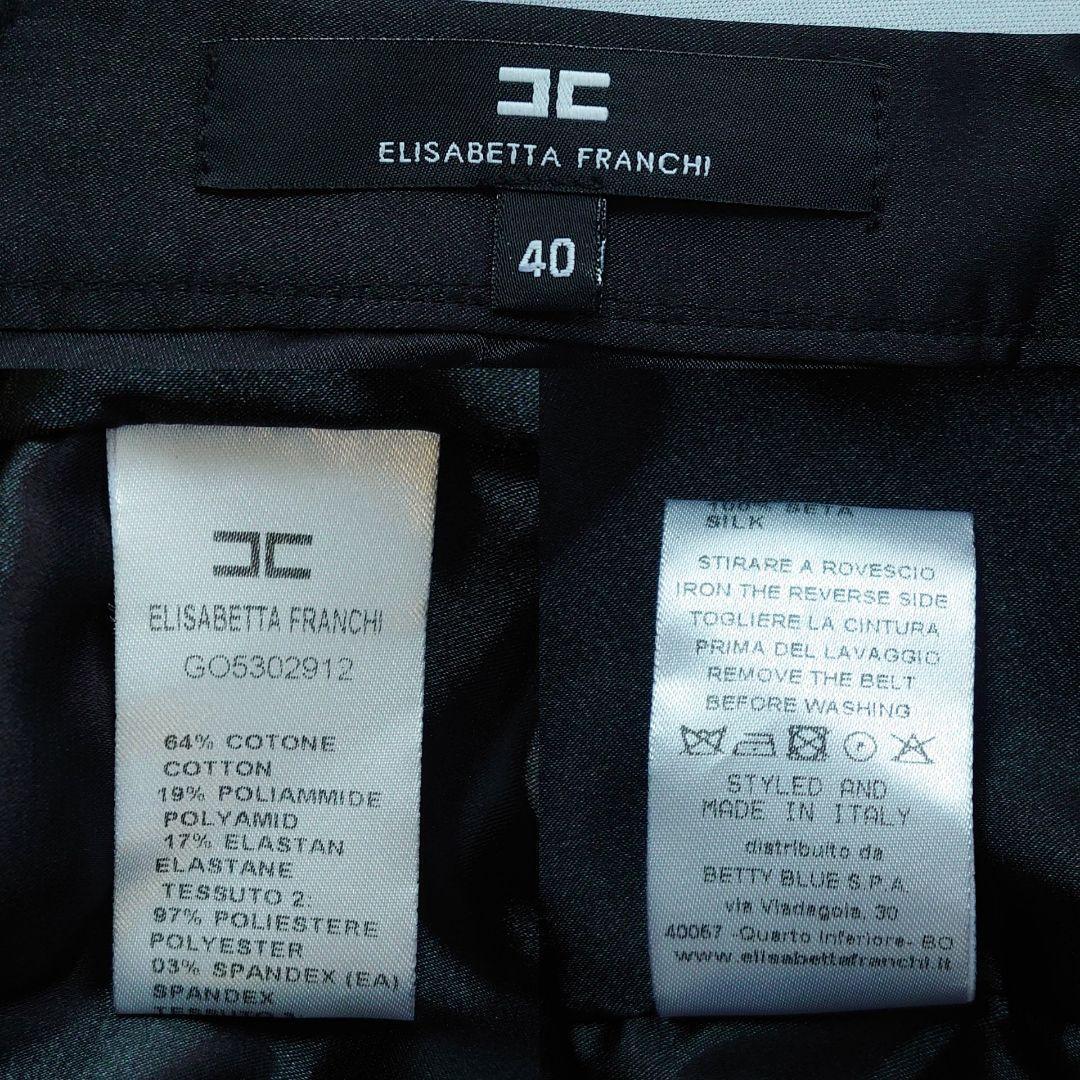 ELISABETTA FRANCHI
40
ELISABETTA FRANCHI
GO5302912
64% COTONE
COTTON
19% POLIAMMIDE
POLYAMID
17% ELASTAN
ELASTANE
TESSUTO 2:
97% POLIESTERE
POLYESTER
03% SPANDEX (EA)
SPANDEX
100% SETA
SILK
STIRARE A ROVESCIO
IRON THE REVERSE SIDE
TOGLIERE LA CINTURA
PRIMA DEL LAVAGGIO
REMOVE THE BELT
BEFORE WASHING
STYLED AND
MADE IN ITALY
distribuito da
BETTY BLUE S.P.A.
via Viadagola, 30
40067 -Quarto Inferiore- BO
www.elisabettafranchi.it